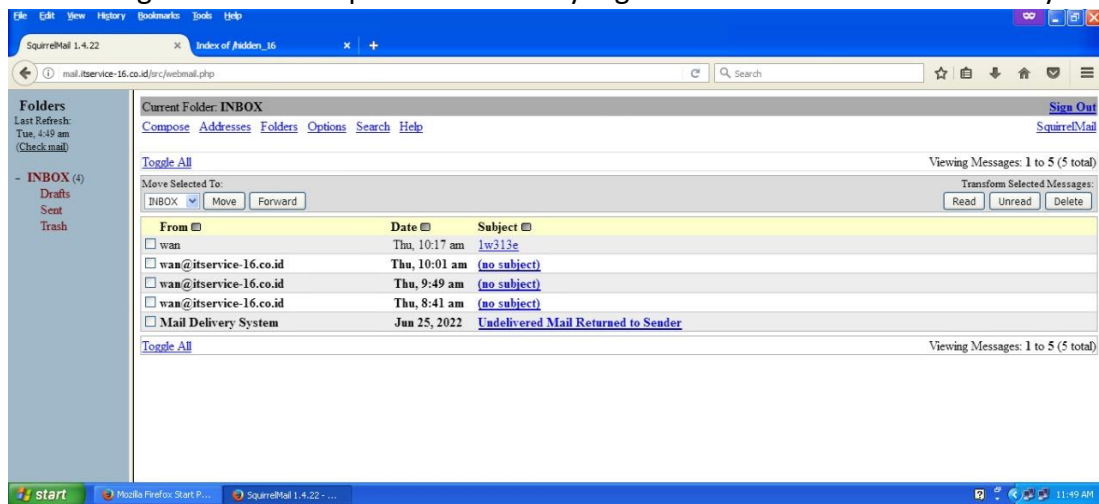 File Edit View History Bookmarks Tools Help
SquirrelMail 1.4.22 × Index of /hidden_16 × +
mail.itservice-16.co.id/src/webmail.php Search
Folders
Last Refresh:
Tue, 4:49 am
(Check mail)
- INBOX (4)
Drafts
Sent
Trash
Current Folder: INBOX Sign Out
Compose Addresses Folders Options Search Help SquirrelMail
Toggle All Viewing Messages: 1 to 5 (5 total)
Move Selected To: Transform Selected Messages:
INBOX Move Forward Read Unread Delete
From Date Subject
wan Thu, 10:17 am 1w313e
wan@itservice-16.co.id Thu, 10:01 am (no subject)
wan@itservice-16.co.id Thu, 9:49 am (no subject)
wan@itservice-16.co.id Thu, 8:41 am (no subject)
Mail Delivery System Jun 25, 2022 Undelivered Mail Returned to Sender
Toggle All Viewing Messages: 1 to 5 (5 total)
start Mozilla Firefox Start P... SquirrelMail 1.4.22 - ... 11:49 AM